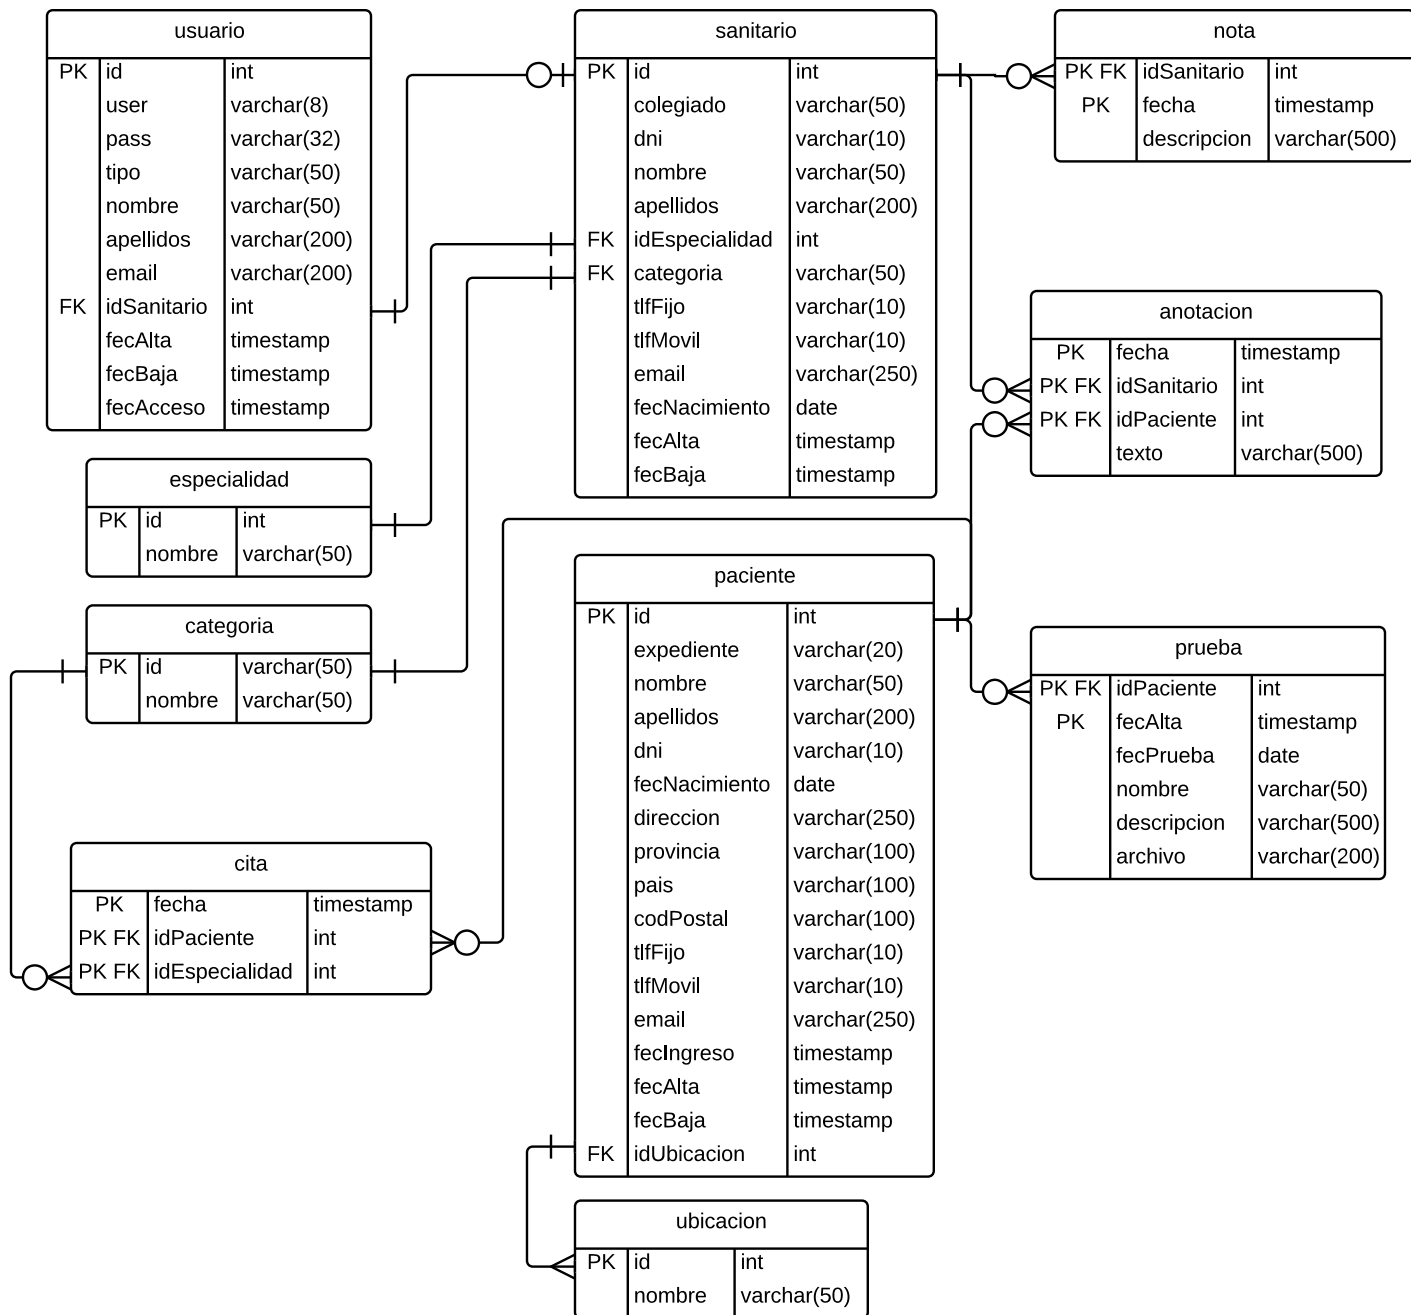 usuario
PK id int
user varchar(8)
pass varchar(32)
tipo varchar(50)
nombre varchar(50)
apellidos varchar(200)
email varchar(200)
FK idSanitario int
fecAlta timestamp
fecBaja timestamp
fecAcceso timestamp
sanitario
PK id int
colegiado varchar(50)
dni varchar(10)
nombre varchar(50)
apellidos varchar(200)
FK idEspecialidad int
FK categoria varchar(50)
tlfFijo varchar(10)
tlfMovil varchar(10)
email varchar(250)
fecNacimiento date
fecAlta timestamp
fecBaja timestamp
nota
PK FK idSanitario int
PK fecha timestamp
descripcion varchar(500)
anotacion
PK fecha timestamp
PK FK idSanitario int
PK FK idPaciente int
texto varchar(500)
especialidad
PK id int
nombre varchar(50)
categoria
PK id varchar(50)
nombre varchar(50)
paciente
PK id int
expediente varchar(20)
nombre varchar(50)
apellidos varchar(200)
dni varchar(10)
fecNacimiento date
direccion varchar(250)
provincia varchar(100)
pais varchar(100)
codPostal varchar(100)
tlfFijo varchar(10)
tlfMovil varchar(10)
email varchar(250)
fecIngreso timestamp
fecAlta timestamp
fecBaja timestamp
FK idUbicacion int
prueba
PK FK idPaciente int
PK fecAlta timestamp
fecPrueba date
nombre varchar(50)
descripcion varchar(500)
archivo varchar(200)
cita
PK fecha timestamp
PK FK idPaciente int
PK FK idEspecialidad int
ubicacion
PK id int
nombre varchar(50)